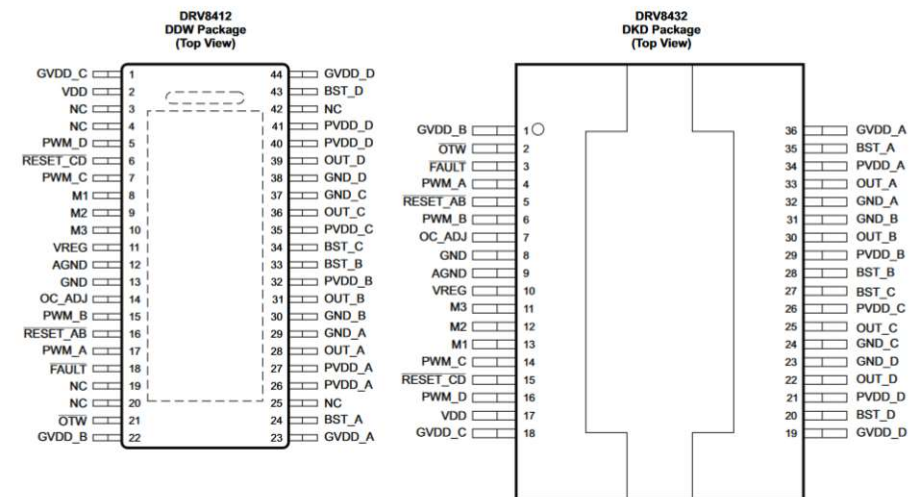 DRV8412
DDW Package
(Top View)
GVDD_C 1 44 GVDD_D
VDD 2 43 BST_D
NC 3 42 NC
NC 4 41 PVDD_D
PWM_D 5 40 PVDD_D
RESET_CD 6 39 OUT_D
PWM_C 7 38 GND_D
M1 8 37 GND_C
M2 9 36 OUT_C
M3 10 35 PVDD_C
VREG 11 34 BST_C
AGND 12 33 BST_B
GND 13 32 PVDD_B
OC_ADJ 14 31 OUT_B
PWM_B 15 30 GND_B
RESET_AB 16 29 GND_A
PWM_A 17 28 OUT_A
FAULT 18 27 PVDD_A
NC 19 26 PVDD_A
NC 20 25 NC
OTW 21 24 BST_A
GVDD_B 22 23 GVDD_A
DRV8432
DKD Package
(Top View)
GVDD_B 1 36 GVDD_A
OTW 2 35 BST_A
FAULT 3 34 PVDD_A
PWM_A 4 33 OUT_A
RESET_AB 5 32 GND_A
PWM_B 6 31 GND_B
OC_ADJ 7 30 OUT_B
GND 8 29 PVDD_B
AGND 9 28 BST_B
VREG 10 27 BST_C
M3 11 26 PVDD_C
M2 12 25 OUT_C
M1 13 24 GND_C
PWM_C 14 23 GND_D
RESET_CD 15 22 OUT_D
PWM_D 16 21 PVDD_D
VDD 17 20 BST_D
GVDD_C 18 19 GVDD_D